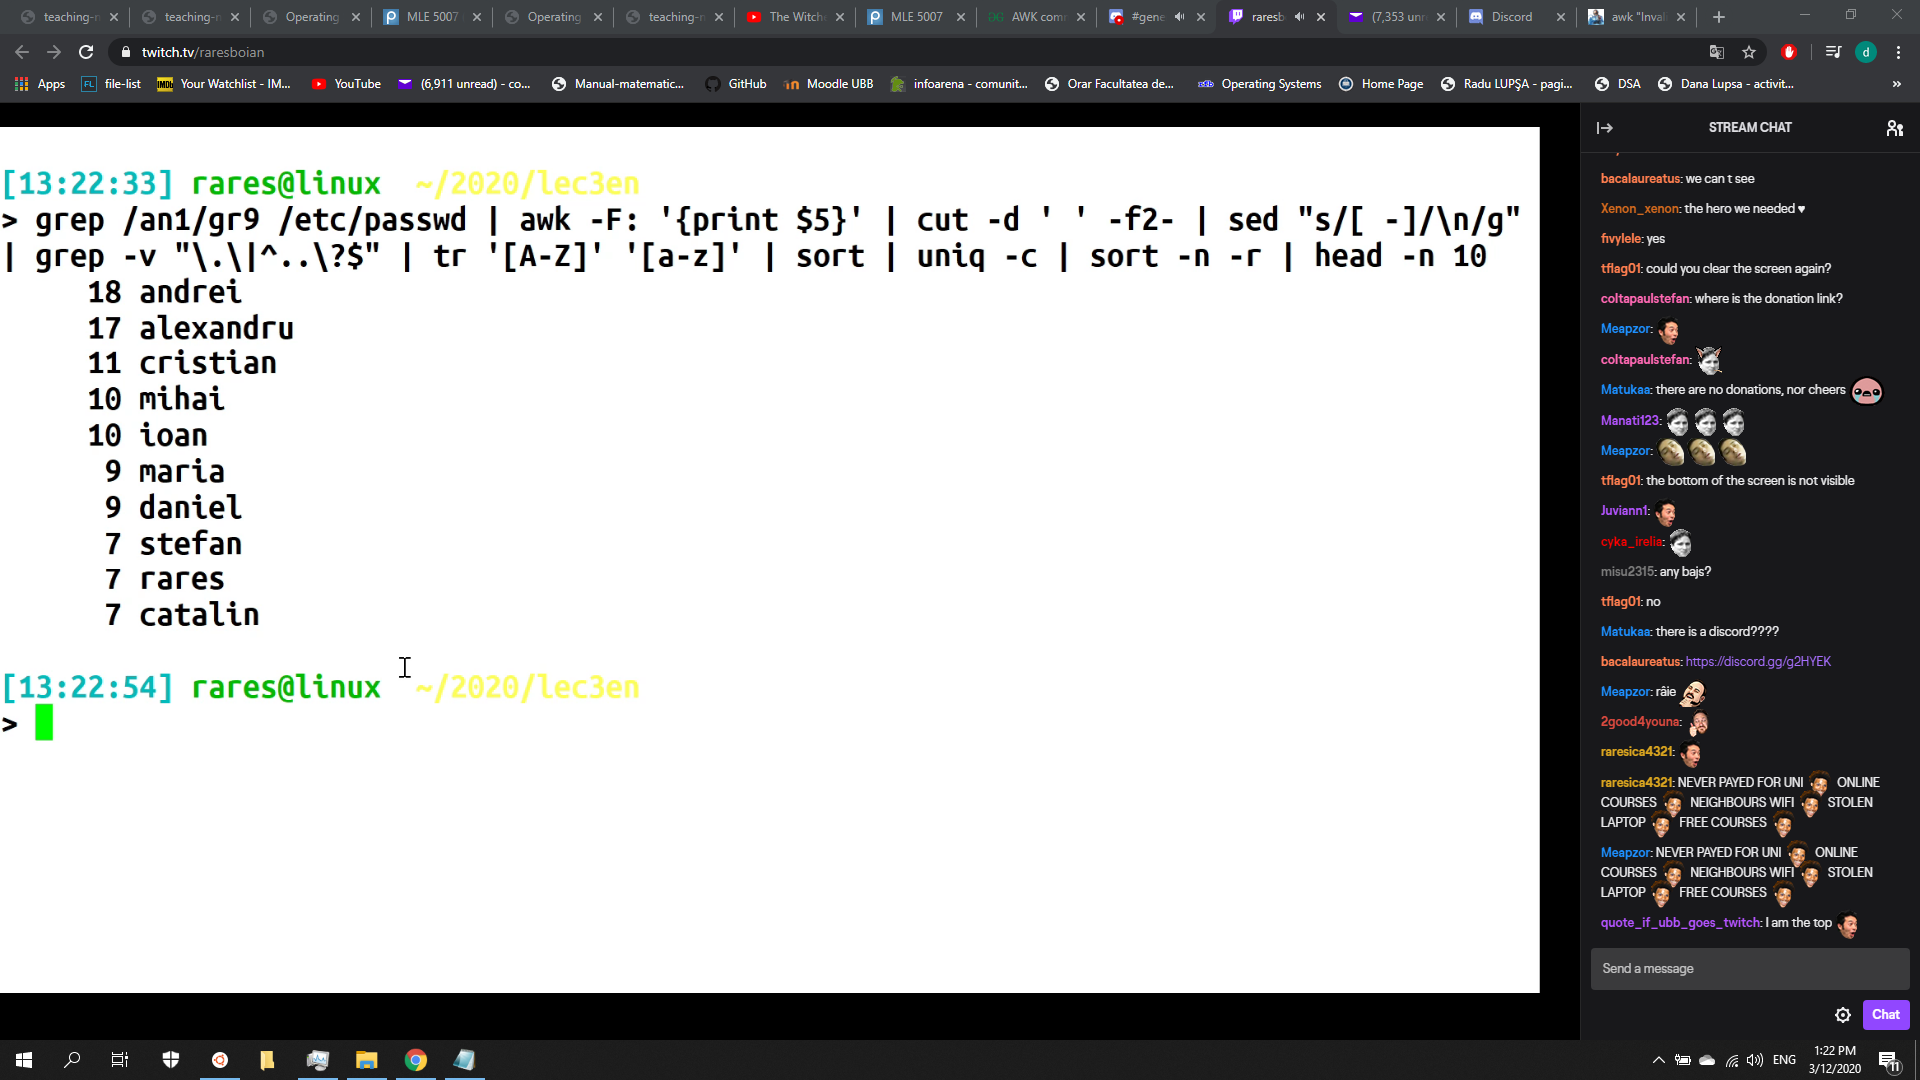 teaching-r
teaching-r
Operating
MLE 5007
Operating
teaching-r
The Witch
MLE 5007
AWK com
#gene
raresb
(7,353 unr
Discord
awk "Inval
twitch.tv/raresboian
d
Apps
FL file-list
IMDb Your Watchlist - IM...
YouTube
(6,911 unread) - co...
Manual-matematic...
GitHub
Moodle UBB
infoarena - comunit...
Orar Facultatea de...
Operating Systems
Home Page
Radu LUPŞA - pagi...
DSA
Dana Lupsa - activit...
»
[13:22:33] rares@linux ~/2020/lec3en
> grep /an1/gr9 /etc/passwd | awk -F: '{print $5}' | cut -d ' ' -f2- | sed "s/[ -]/\n/g"
| grep -v "\.\|^..\?$" | tr '[A-Z]' '[a-z]' | sort | uniq -c | sort -n -r | head -n 10
18 andrei
17 alexandru
11 cristian
10 mihai
10 ioan
9 maria
9 daniel
7 stefan
7 rares
7 catalin
[13:22:54] rares@linux ~/2020/lec3en
>
STREAM CHAT
bacalaureatus: we can t see
Xenon_xenon: the hero we needed ♥
fivylele: yes
tflag01: could you clear the screen again?
coltapaulstefan: where is the donation link?
Meapzor:
coltapaulstefan:
Matukaa: there are no donations, nor cheers
Manati123:
Meapzor:
tflag01: the bottom of the screen is not visible
Juviann1:
cyka_irelia:
misu2315: any bajs?
tflag01: no
Matukaa: there is a discord????
bacalaureatus: https://discord.gg/g2HYEK
Meapzor: râie
2good4youna:
raresica4321:
raresica4321: NEVER PAYED FOR UNI ONLINE
COURSES NEIGHBOURS WIFI STOLEN
LAPTOP FREE COURSES
Meapzor: NEVER PAYED FOR UNI ONLINE
COURSES NEIGHBOURS WIFI STOLEN
LAPTOP FREE COURSES
quote_if_ubb_goes_twitch: I am the top
Send a message
Chat
ENG
1:22 PM
3/12/2020
11